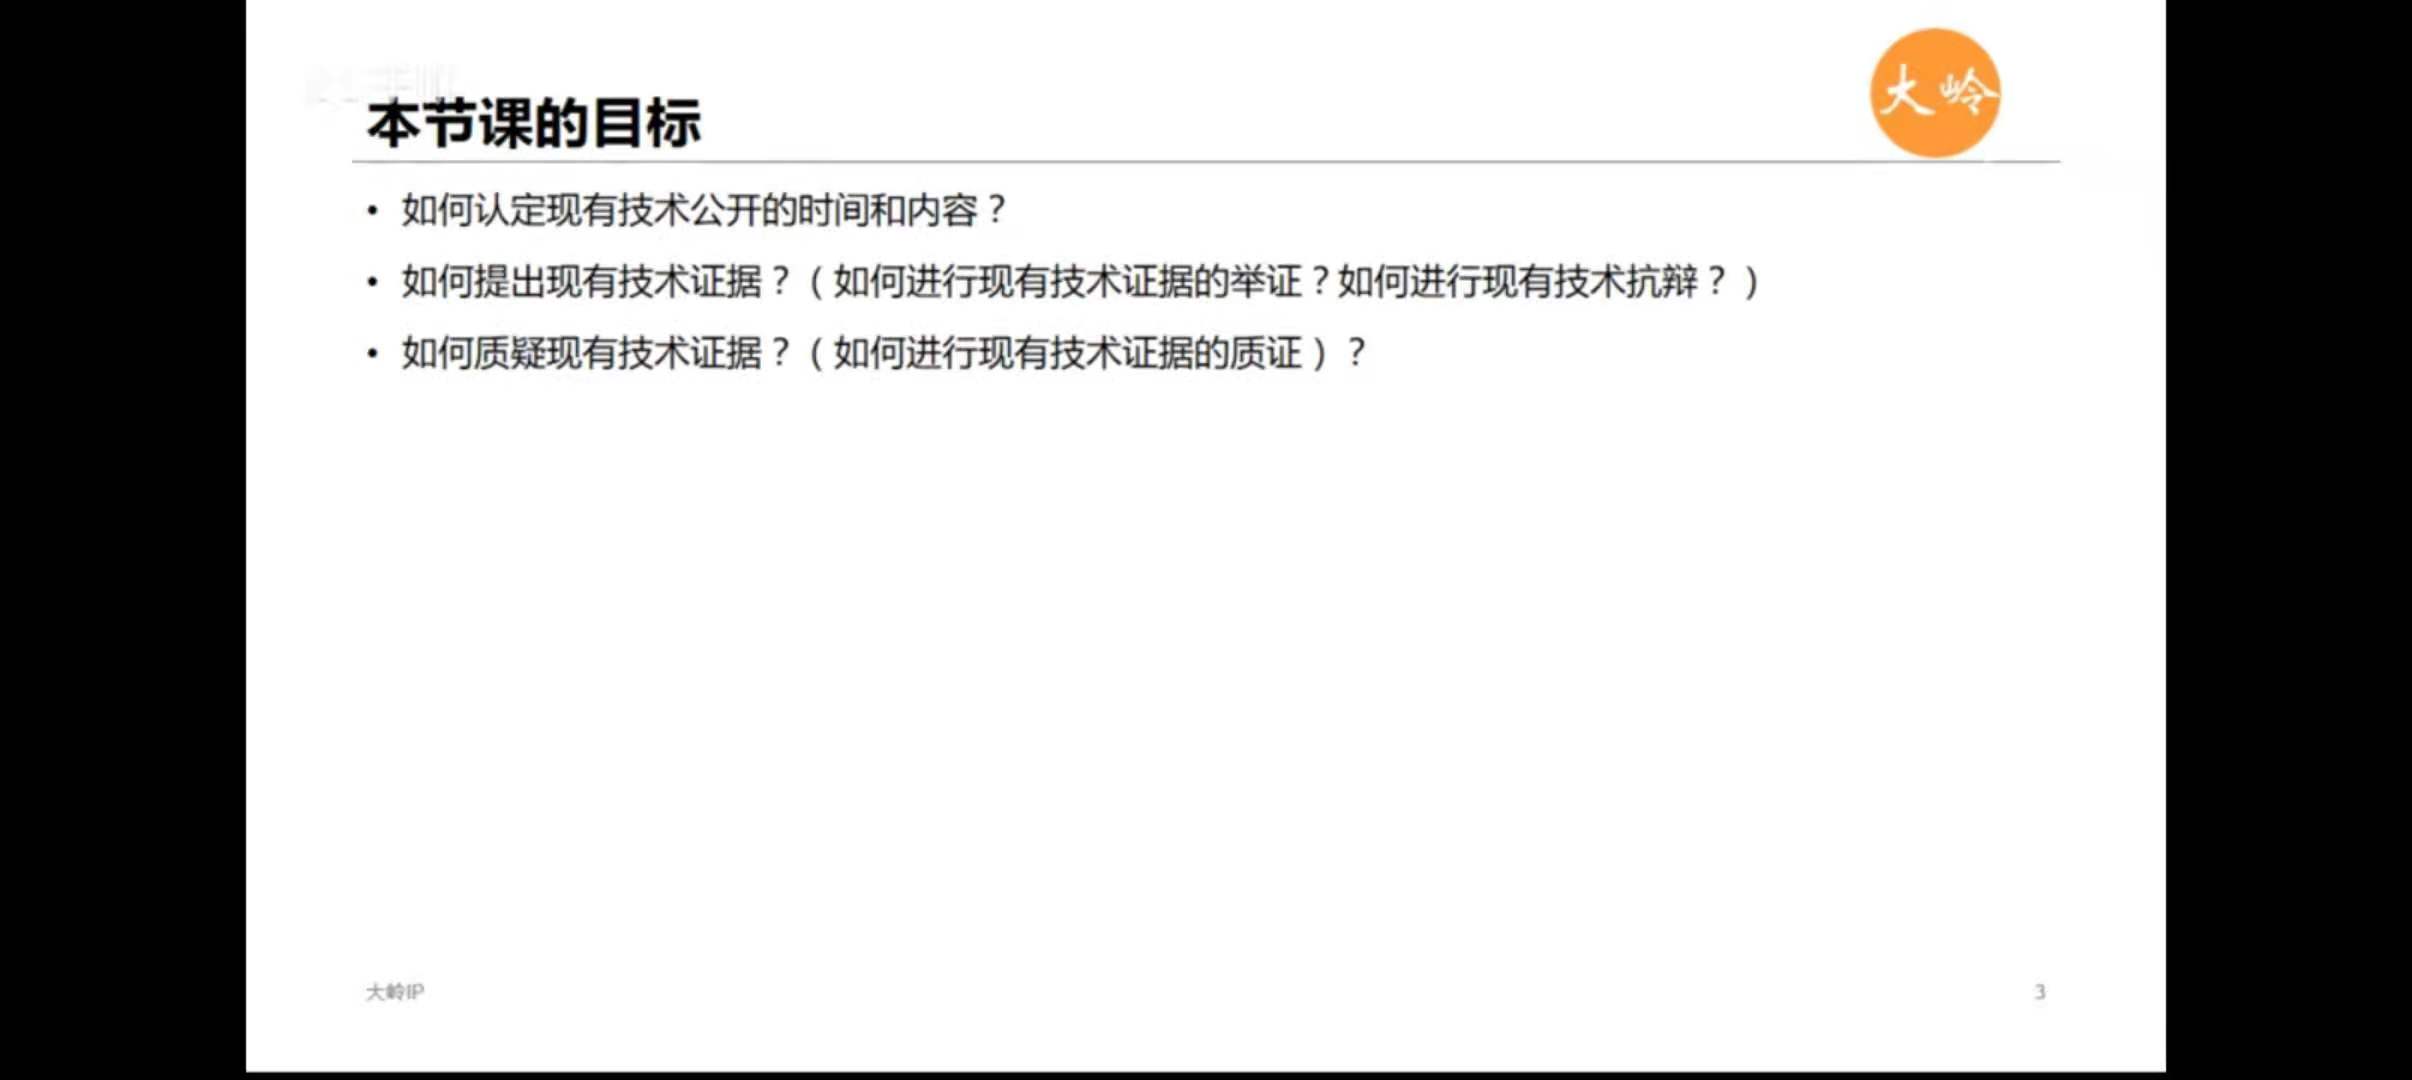 大岭
本节课的目标
• 如何认定现有技术公开的时间和内容？
• 如何提出现有技术证据？（如何进行现有技术证据的举证？如何进行现有技术抗辩？）
• 如何质疑现有技术证据？（如何进行现有技术证据的质证）？
大岭IP
3